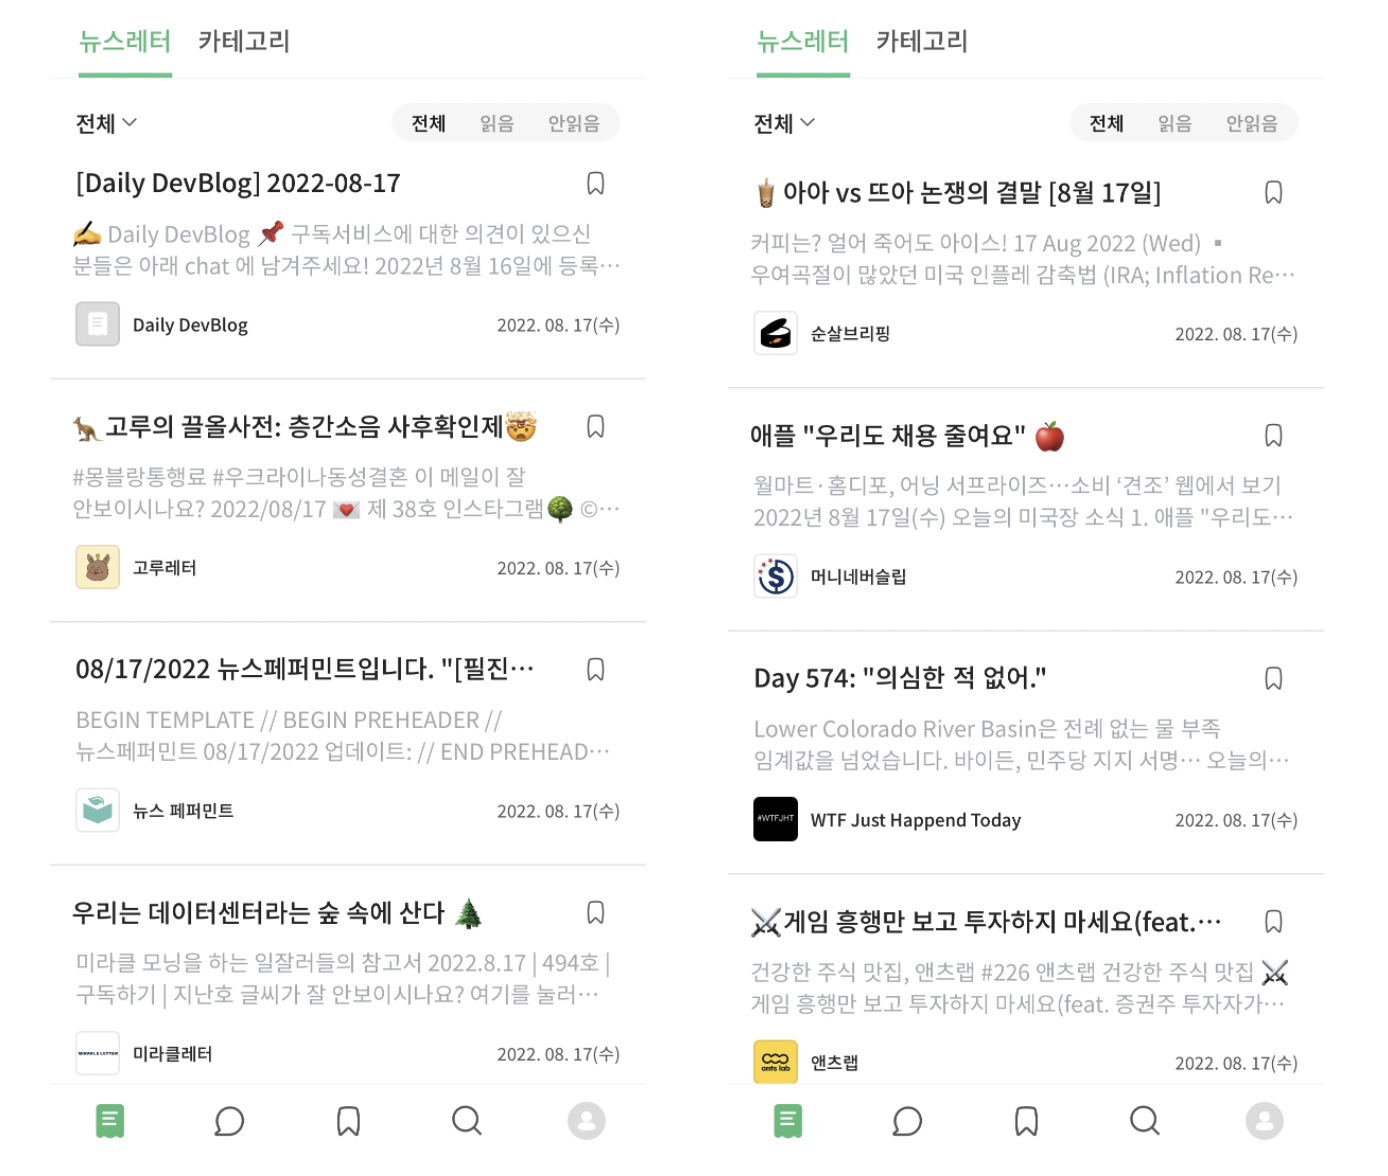 뉴스레터 카테고리
전체 전체 읽음 안읽음
[Daily DevBlog] 2022-08-17
✍️ Daily DevBlog 📌 구독서비스에 대한 의견이 있으신
분들은 아래 chat 에 남겨주세요! 2022년 8월 16일에 등록…
Daily DevBlog 2022. 08. 17(수)
🦘고루의 끌올사전: 층간소음 사후확인제🤯
#몽블랑통행료 #우크라이나동성결혼 이 메일이 잘
안보이시나요? 2022/08/17 💌 제 38호 인스타그램🌳 ©…
고루레터 2022. 08. 17(수)
08/17/2022 뉴스페퍼민트입니다. "[필진…
BEGIN TEMPLATE // BEGIN PREHEADER //
뉴스페퍼민트 08/17/2022 업데이트: // END PREHEAD…
뉴스 페퍼민트 2022. 08. 17(수)
우리는 데이터센터라는 숲 속에 산다 🌲
미라클 모닝을 하는 일잘러들의 참고서 2022.8.17 | 494호 |
구독하기 | 지난호 글씨가 잘 안보이시나요? 여기를 눌러…
MIRAKLE LETTER
미라클레터 2022. 08. 17(수)
뉴스레터 카테고리
전체 전체 읽음 안읽음
🧋아아 vs 뜨아 논쟁의 결말 [8월 17일]
커피는? 얼어 죽어도 아이스! 17 Aug 2022 (Wed) ▪
우여곡절이 많았던 미국 인플레 감축법 (IRA; Inflation Re…
순살브리핑 2022. 08. 17(수)
애플 "우리도 채용 줄여요" 🍎
월마트·홈디포, 어닝 서프라이즈…소비 ‘견조’ 웹에서 보기
2022년 8월 17일(수) 오늘의 미국장 소식 1. 애플 "우리도…
머니네버슬립 2022. 08. 17(수)
Day 574: "의심한 적 없어."
Lower Colorado River Basin은 전례 없는 물 부족
임계값을 넘었습니다. 바이든, 민주당 지지 서명… 오늘의…
#WTFJHT
WTF Just Happend Today 2022. 08. 17(수)
⚔️게임 흥행만 보고 투자하지 마세요(feat.…
건강한 주식 맛집, 앤츠랩 #226 앤츠랩 건강한 주식 맛집 ⚔️
게임 흥행만 보고 투자하지 마세요(feat. 증권주 투자자가…
ants lab
앤츠랩 2022. 08. 17(수)